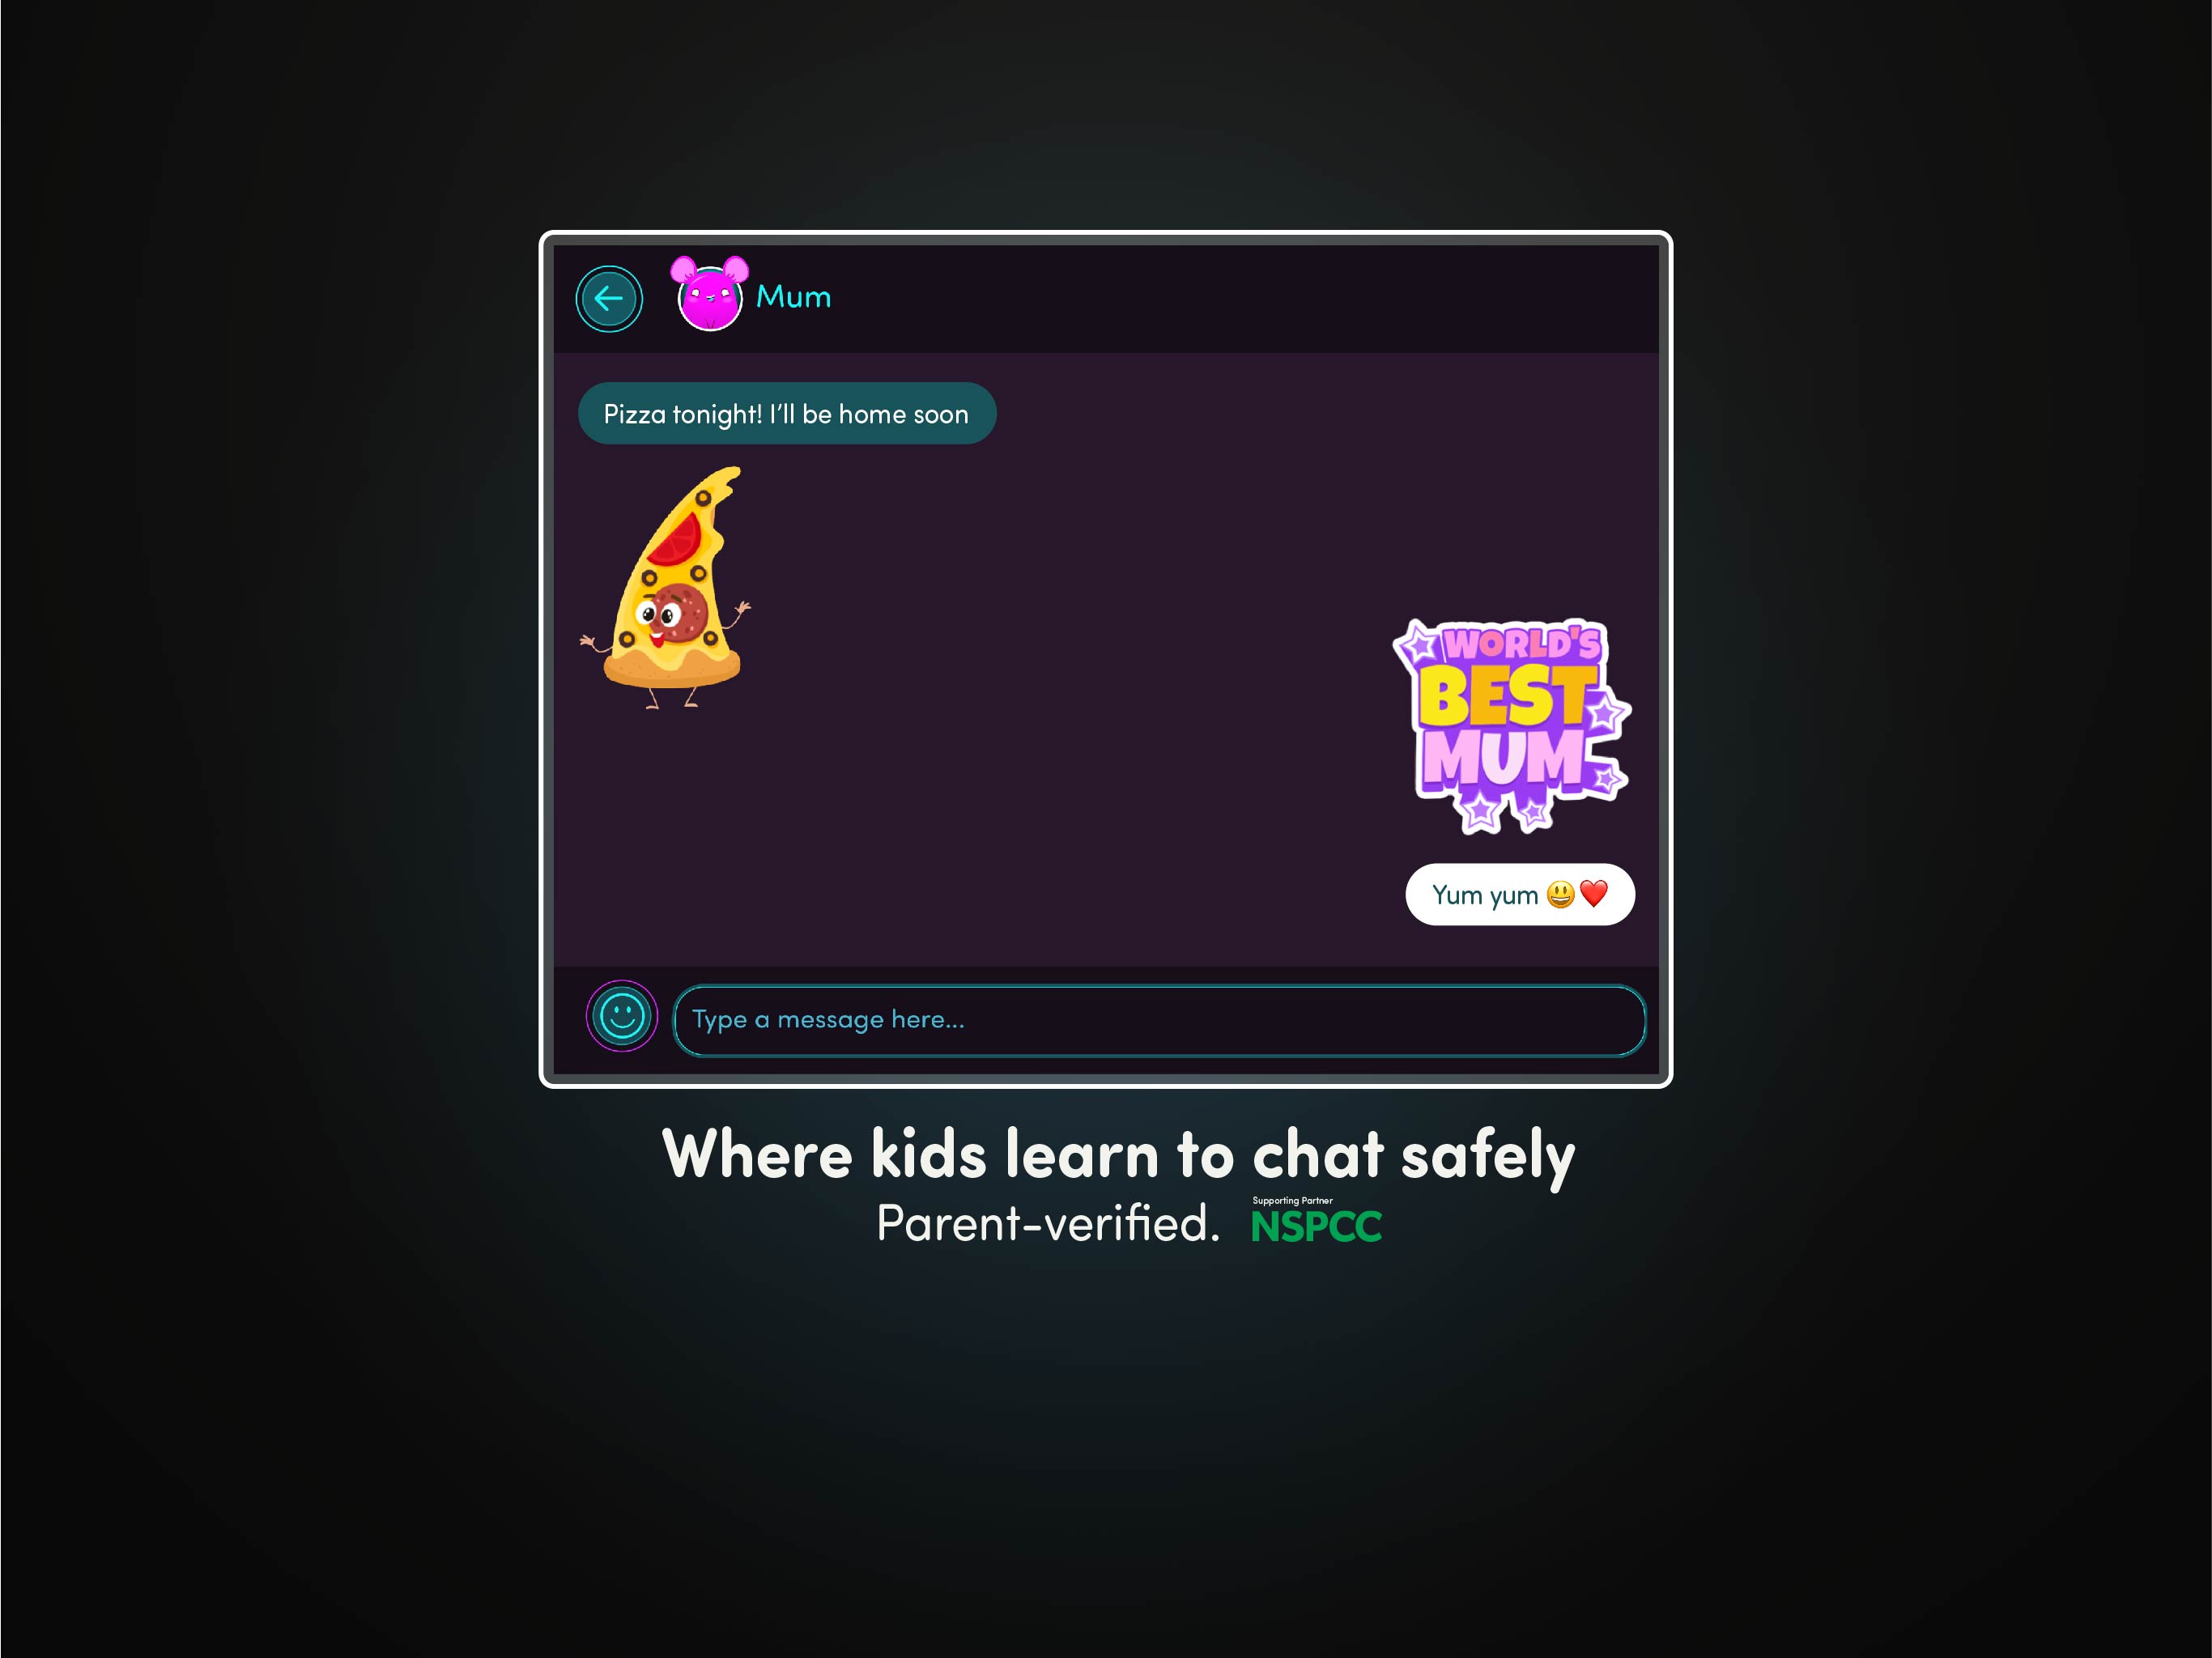 Mum
Pizza tonight! I'll be home soon
WORLD'S
BEST
MUM
Yum yum 😃❤️
Type a message here...
Where kids learn to chat safely
Parent-verified.
Supporting Partner
NSPCC